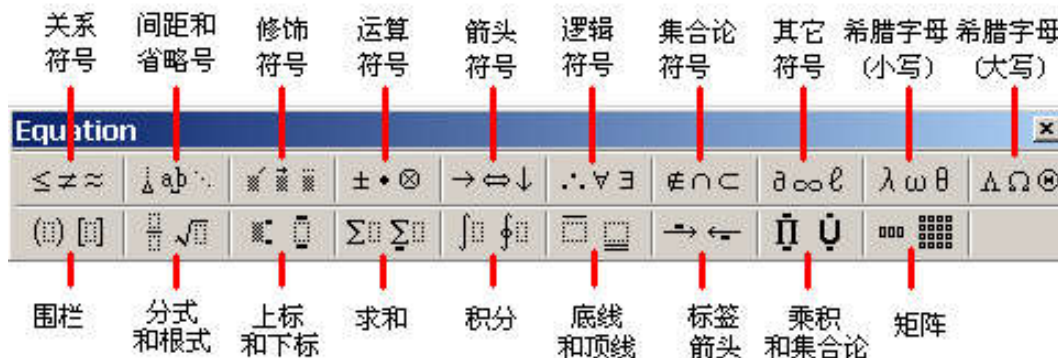 关系 间距和 修饰 运算 箭头 逻辑 集合论 其它 希腊字母 希腊字母
符号 省略号 符号 符号 符号 符号 符号 符号 (小写) (大写)
Equation
≤ ≠ ≈ ab ± • ⊗ → ⇔ ↓ ∴ ∀ ∃ ∉ ∩ ⊂ ∂ ∞ ℓ λ ω θ Λ Ω Θ
(▯) [▯] √▯ Σ▯ Σ▯ ∫▯ ∮▯ Π U
围栏 分式 上标 求和 积分 底线 标签 乘积 矩阵
和根式 和下标 和顶线 箭头 和集合论